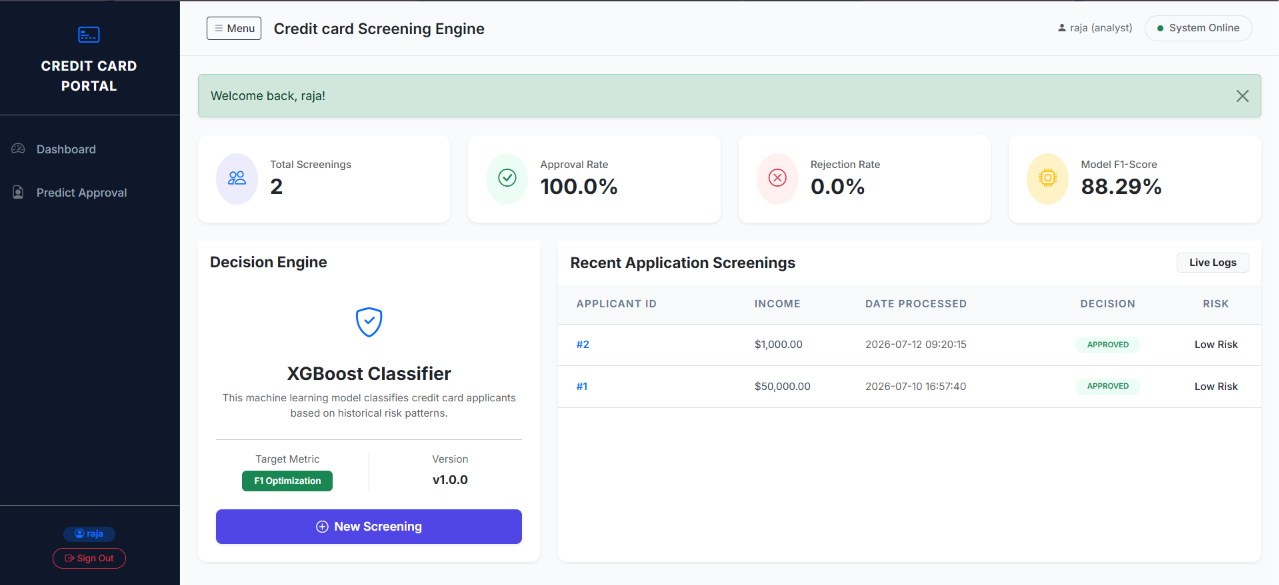 CREDIT CARD
PORTAL
Dashboard
Predict Approval
raja
Sign Out
Menu
Credit card Screening Engine
raja (analyst)
System Online
Welcome back, raja!
Total Screenings
2
Approval Rate
100.0%
Rejection Rate
0.0%
Model F1-Score
88.29%
Decision Engine
XGBoost Classifier
This machine learning model classifies credit card applicants
based on historical risk patterns.
Target Metric
F1 Optimization
Version
v1.0.0
New Screening
Recent Application Screenings
Live Logs
APPLICANT ID INCOME DATE PROCESSED DECISION RISK
#2 $1,000.00 2026-07-12 09:20:15 APPROVED Low Risk
#1 $50,000.00 2026-07-10 16:57:40 APPROVED Low Risk